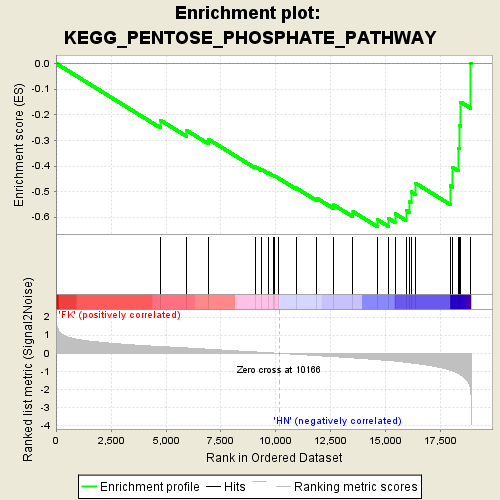 Enrichment plot:
KEGG_PENTOSE_PHOSPHATE_PATHWAY
Enrichment score (ES)
0.0
-0.1
-0.2
-0.3
-0.4
-0.5
-0.6
'FK' (positively correlated)
Ranked list metric (Signal2Noise)
2
1
0
-1
-2
-3
-4
Zero cross at 10166
'HN' (negatively correlated)
0
2,500
5,000
7,500
10,000
12,500
15,000
17,500
Rank in Ordered Dataset
Enrichment profile
Hits
Ranking metric scores